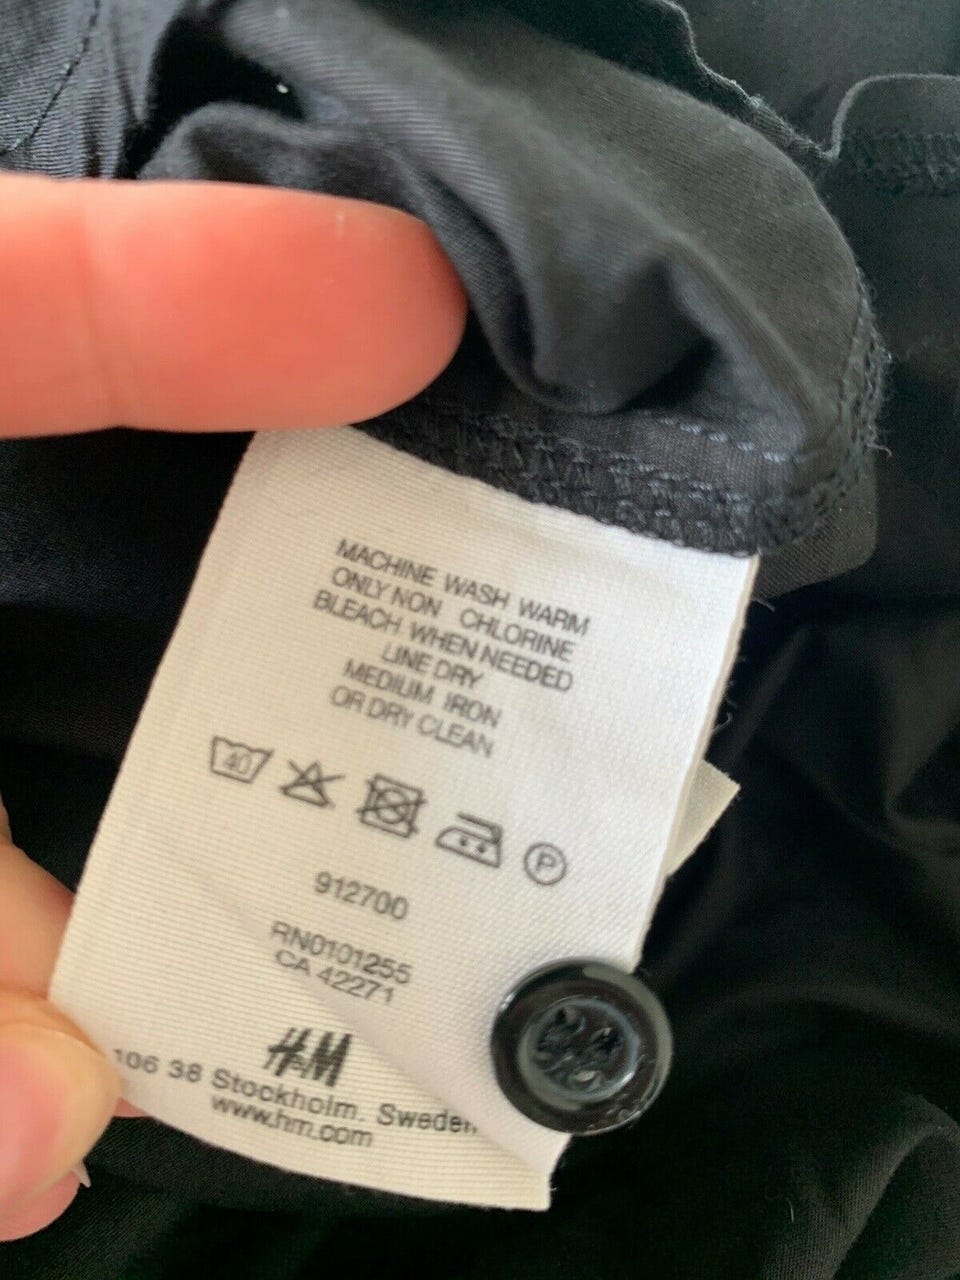 MACHINE WASH WARM
ONLY NON CHLORINE
BLEACH WHEN NEEDED
LINE DRY
MEDIUM IRON
OR DRY CLEAN
40
P
912700
RN0101255
CA 42271
H&M
106 38 Stockholm. Sweden
www.hm.com